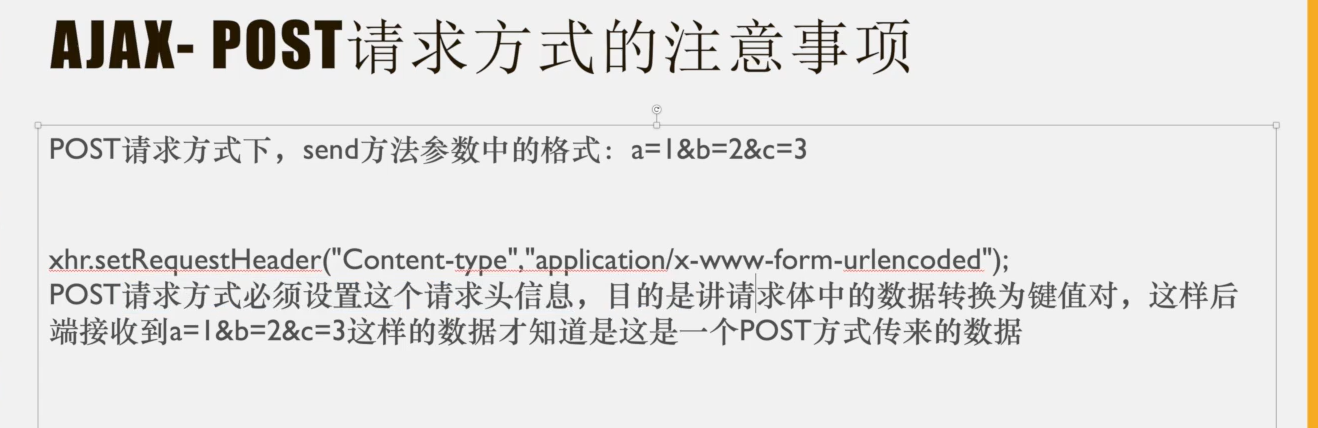 AJAX- POST请求方式的注意事项
POST请求方式下，send方法参数中的格式：a=1&b=2&c=3
xhr.setRequestHeader("Content-type","application/x-www-form-urlencoded");
POST请求方式必须设置这个请求头信息，目的是讲请求体中的数据转换为键值对，这样后
端接收到a=1&b=2&c=3这样的数据才知道是这是一个POST方式传来的数据